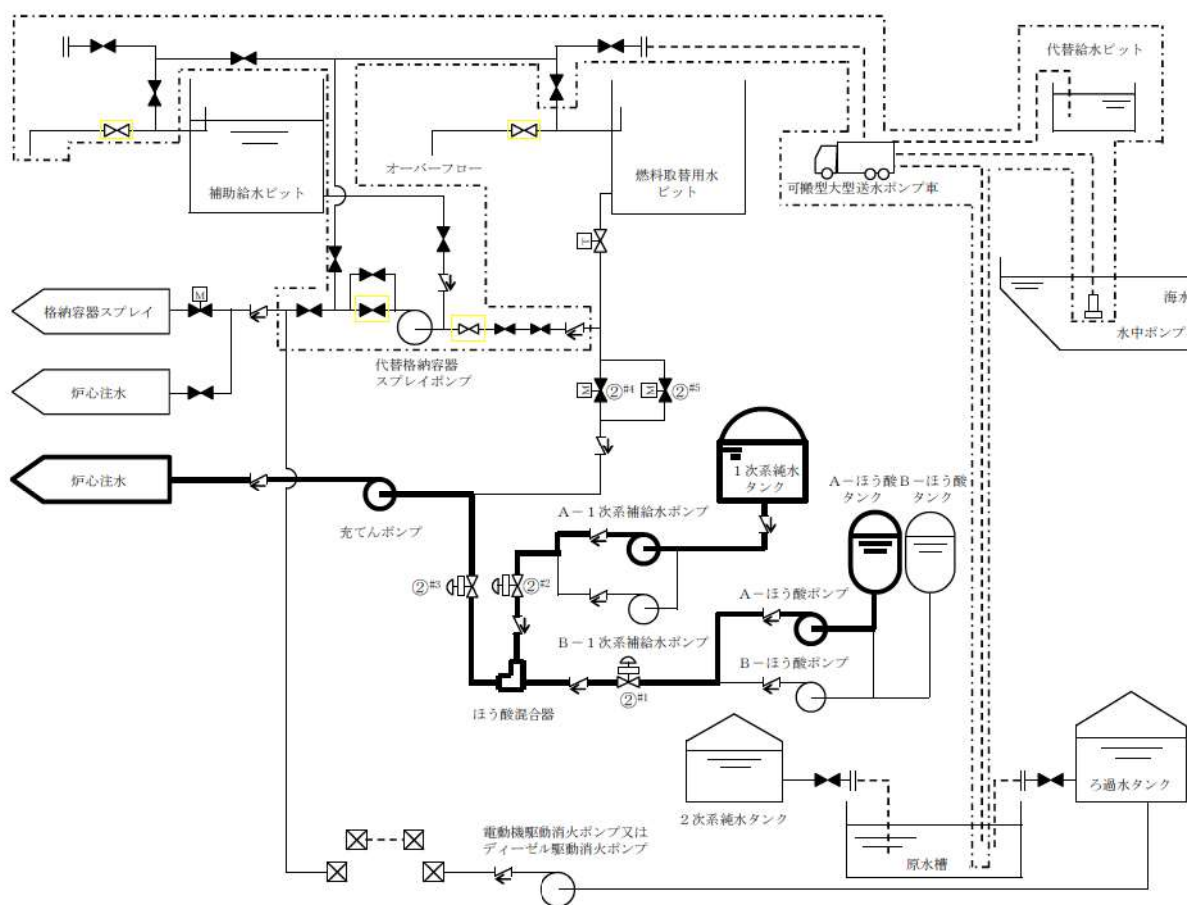 代替給水ピット
オーバーフロー
補助給水ピット
燃料取替用水
ピット
可搬型大型送水ポンプ車
T
M
格納容器スプレイ
海水
水中ポンプ
代替格納容器
スプレイポンプ
炉心注水
M
②#4
M
②#5
1次系純水
タンク
A-ほう酸
タンク
B-ほう酸
タンク
炉心注水
充てんポンプ
A-1次系補給水ポンプ
②#3
②#2
A-ほう酸ポンプ
B-1次系補給水ポンプ
B-ほう酸ポンプ
②#1
ほう酸混合器
2次系純水タンク
ろ過水タンク
原水槽
電動機駆動消火ポンプ又は
ディーゼル駆動消火ポンプ